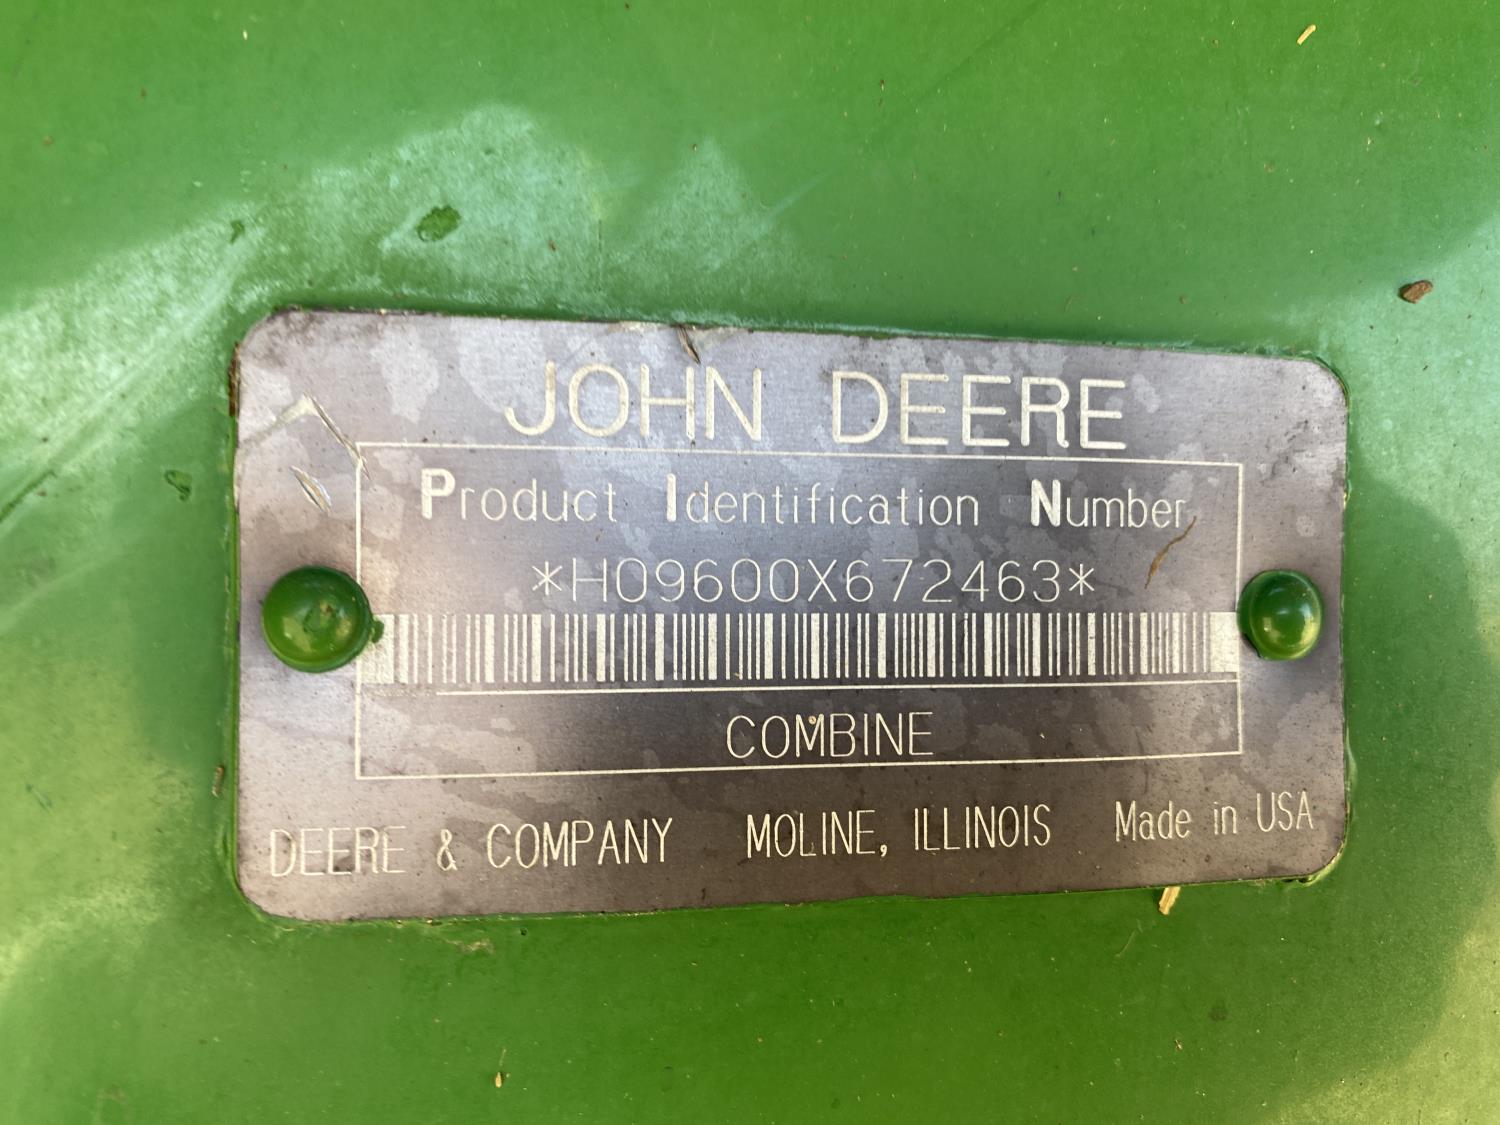 JOHN DEERE
Product Identification Number
*H09600X672463*
COMBINE
DEERE & COMPANY MOLINE, ILLINOIS Made in USA